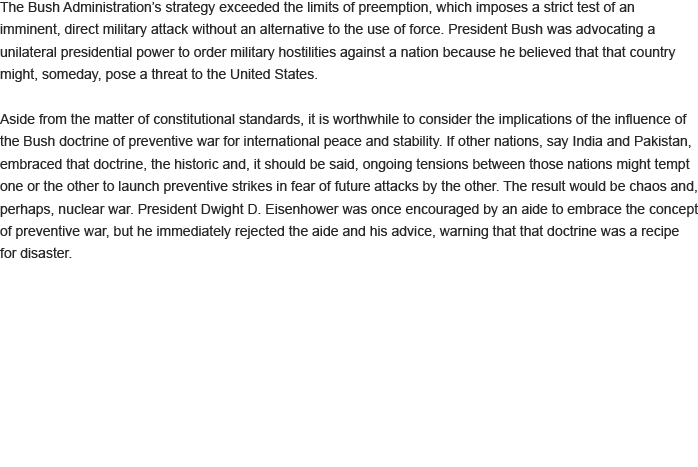 The Bush Administration’s strategy exceeded the limits of preemption, which imposes a strict test of an
imminent, direct military attack without an alternative to the use of force. President Bush was advocating a
unilateral presidential power to order military hostilities against a nation because he believed that that country
might, someday, pose a threat to the United States.
Aside from the matter of constitutional standards, it is worthwhile to consider the implications of the influence of
the Bush doctrine of preventive war for international peace and stability. If other nations, say India and Pakistan,
embraced that doctrine, the historic and, it should be said, ongoing tensions between those nations might tempt
one or the other to launch preventive strikes in fear of future attacks by the other. The result would be chaos and,
perhaps, nuclear war. President Dwight D. Eisenhower was once encouraged by an aide to embrace the concept
of preventive war, but he immediately rejected the aide and his advice, warning that that doctrine was a recipe
for disaster.